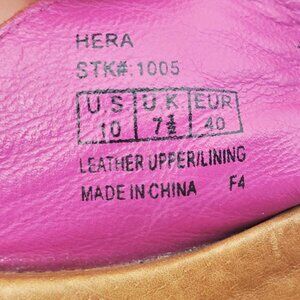 HERA
STK#:1005
US UK EUR
10 7½ 40
LEATHER UPPER/LINING
MADE IN CHINA F4